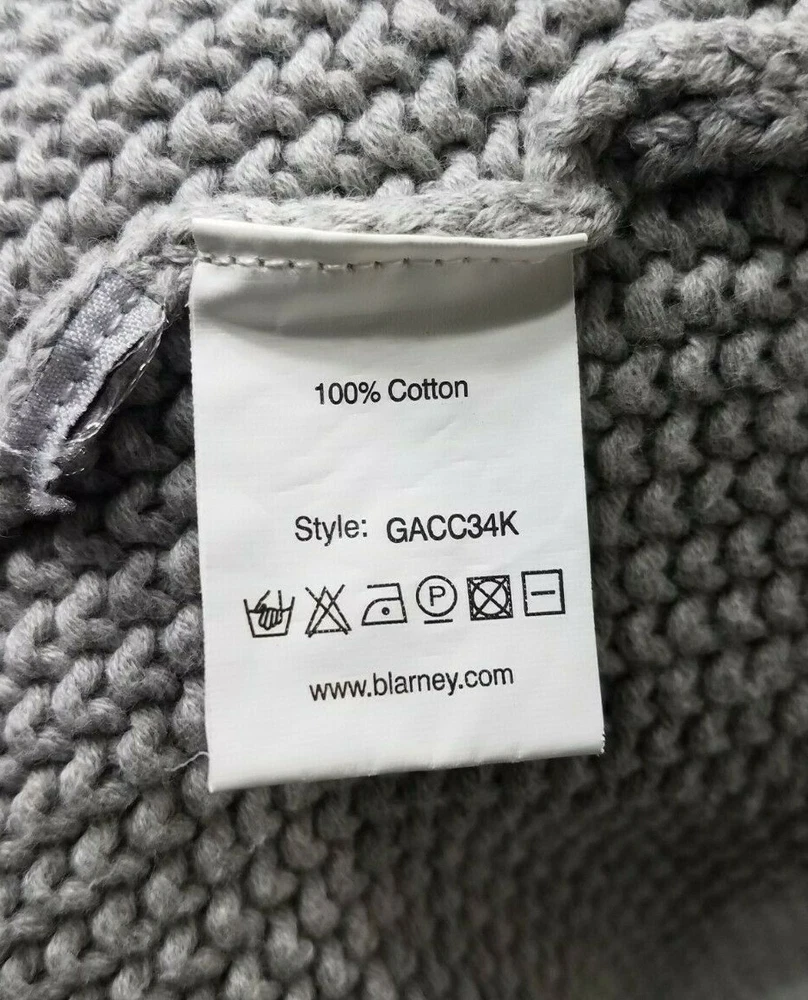 100% Cotton
Style: GACC34K
P
www.blarney.com